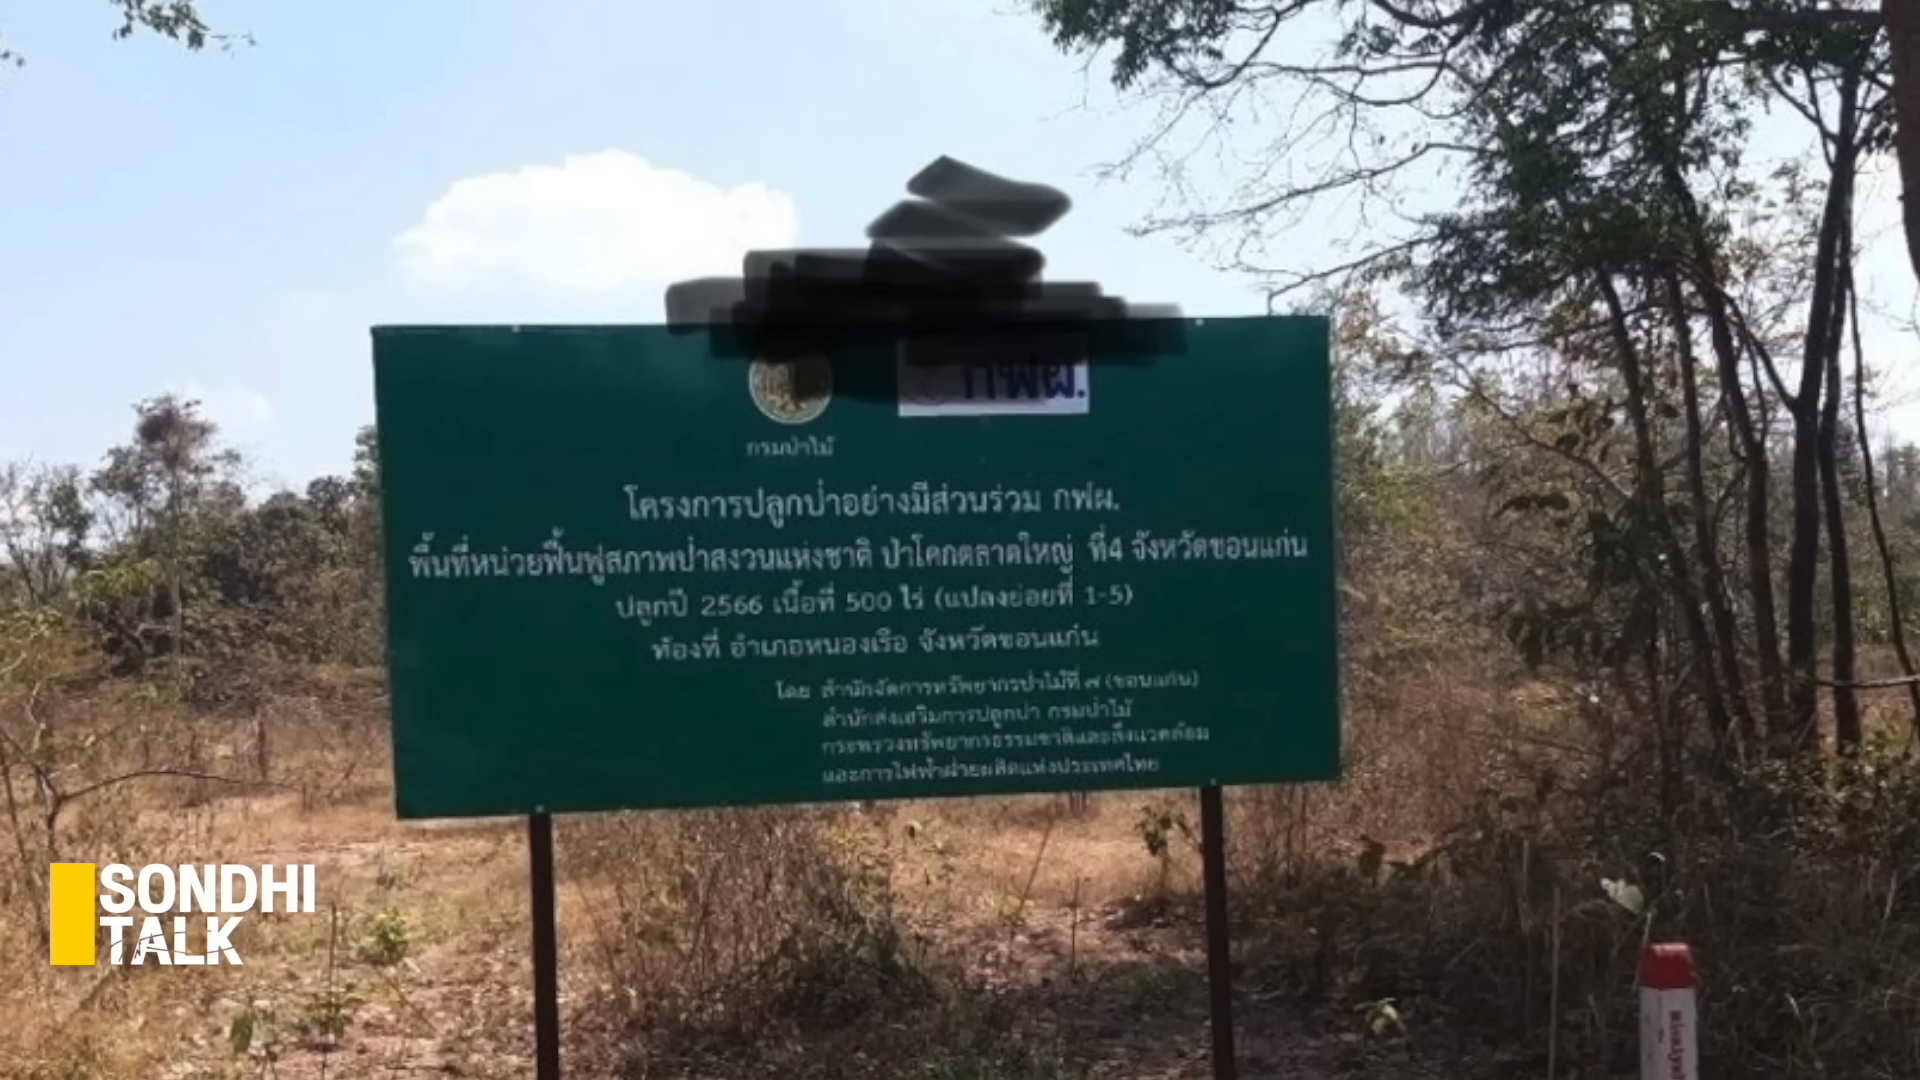 กฟผ.
กรมป่าไม้
โครงการปลูกป่าอย่างมีส่วนร่วม กฟผ.
พื้นที่หน่วยฟื้นฟูสภาพป่าสงวนแห่งชาติ ป่าโคกตลาดใหญ่ ที่4 จังหวัดขอนแก่น
ปลูกปี 2566 เนื้อที่ 500 ไร่ (แปลงย่อยที่ 1-5)
ท้องที่ อำเภอหนองเรือ จังหวัดขอนแก่น
โดย สำนักจัดการทรัพยากรป่าไม้ที่ ๗ (ขอนแก่น)
สำนักส่งเสริมการปลูกป่า กรมป่าไม้
กระทรวงทรัพยากรธรรมชาติและสิ่งแวดล้อม
และการไฟฟ้าฝ่ายผลิตแห่งประเทศไทย
SONDHI
TALK